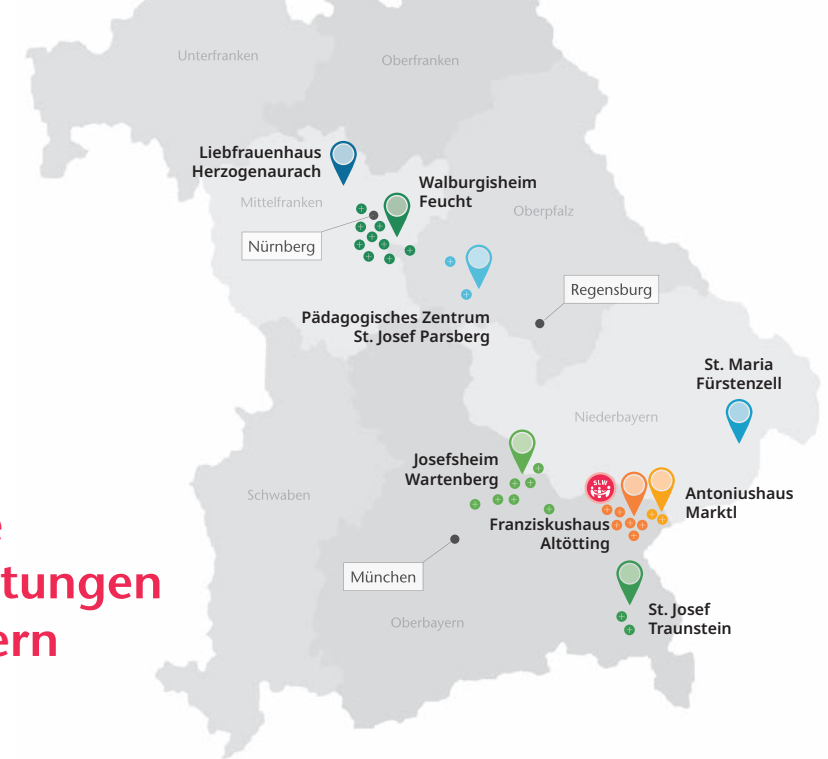 Unterfranken
Oberfranken
Liebfrauenhaus
Herzogenaurach
Walburgisheim
Feucht
Mittelfranken
Oberpfalz
Nürnberg
Regensburg
Pädagogisches Zentrum
St. Josef Parsberg
St. Maria
Fürstenzell
Niederbayern
Josefsheim
Wartenberg
Schwaben
SLW
Antoniushaus
Marktl
Franziskushaus
Altötting
München
St. Josef
Traunstein
Oberbayern
e
tungen
ern